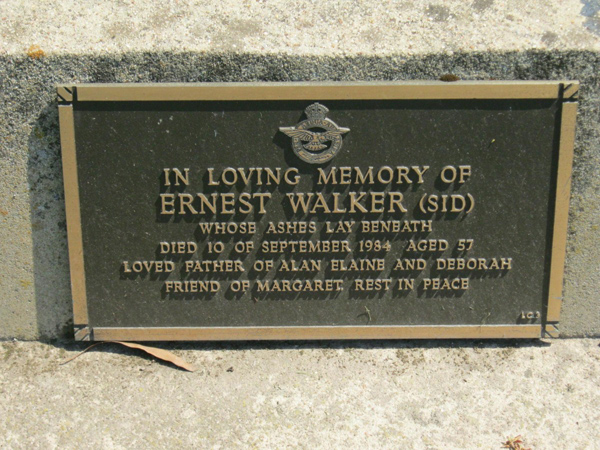 IN LOVING MEMORY OF
ERNEST WALKER (SID)
WHOSE ASHES LAY BENEATH
DIED 10 OF SEPTEMBER 1984 AGED 57
LOVED FATHER OF ALAN ELAINE AND DEBORAH
FRIEND OF MARGARET. REST IN PEACE
103